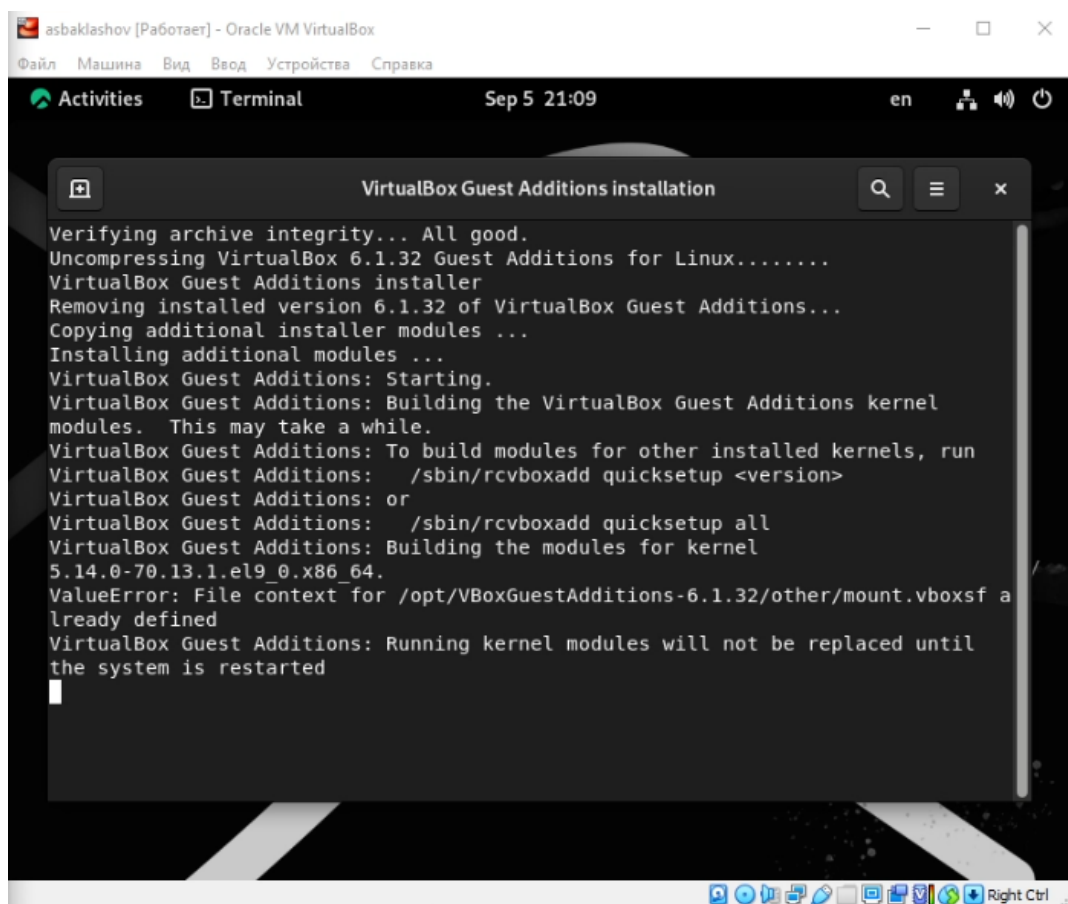 asbaklashov [Работает] - Oracle VM VirtualBox
Файл Машина Вид Ввод Устройства Справка
Activities Terminal Sep 5 21:09 en
VirtualBox Guest Additions installation
Verifying archive integrity... All good.
Uncompressing VirtualBox 6.1.32 Guest Additions for Linux........
VirtualBox Guest Additions installer
Removing installed version 6.1.32 of VirtualBox Guest Additions...
Copying additional installer modules ...
Installing additional modules ...
VirtualBox Guest Additions: Starting.
VirtualBox Guest Additions: Building the VirtualBox Guest Additions kernel
modules.  This may take a while.
VirtualBox Guest Additions: To build modules for other installed kernels, run
VirtualBox Guest Additions:   /sbin/rcvboxadd quicksetup <version>
VirtualBox Guest Additions: or
VirtualBox Guest Additions:   /sbin/rcvboxadd quicksetup all
VirtualBox Guest Additions: Building the modules for kernel
5.14.0-70.13.1.el9_0.x86_64.
ValueError: File context for /opt/VBoxGuestAdditions-6.1.32/other/mount.vboxsf a
lready defined
VirtualBox Guest Additions: Running kernel modules will not be replaced until
the system is restarted
Right Ctrl